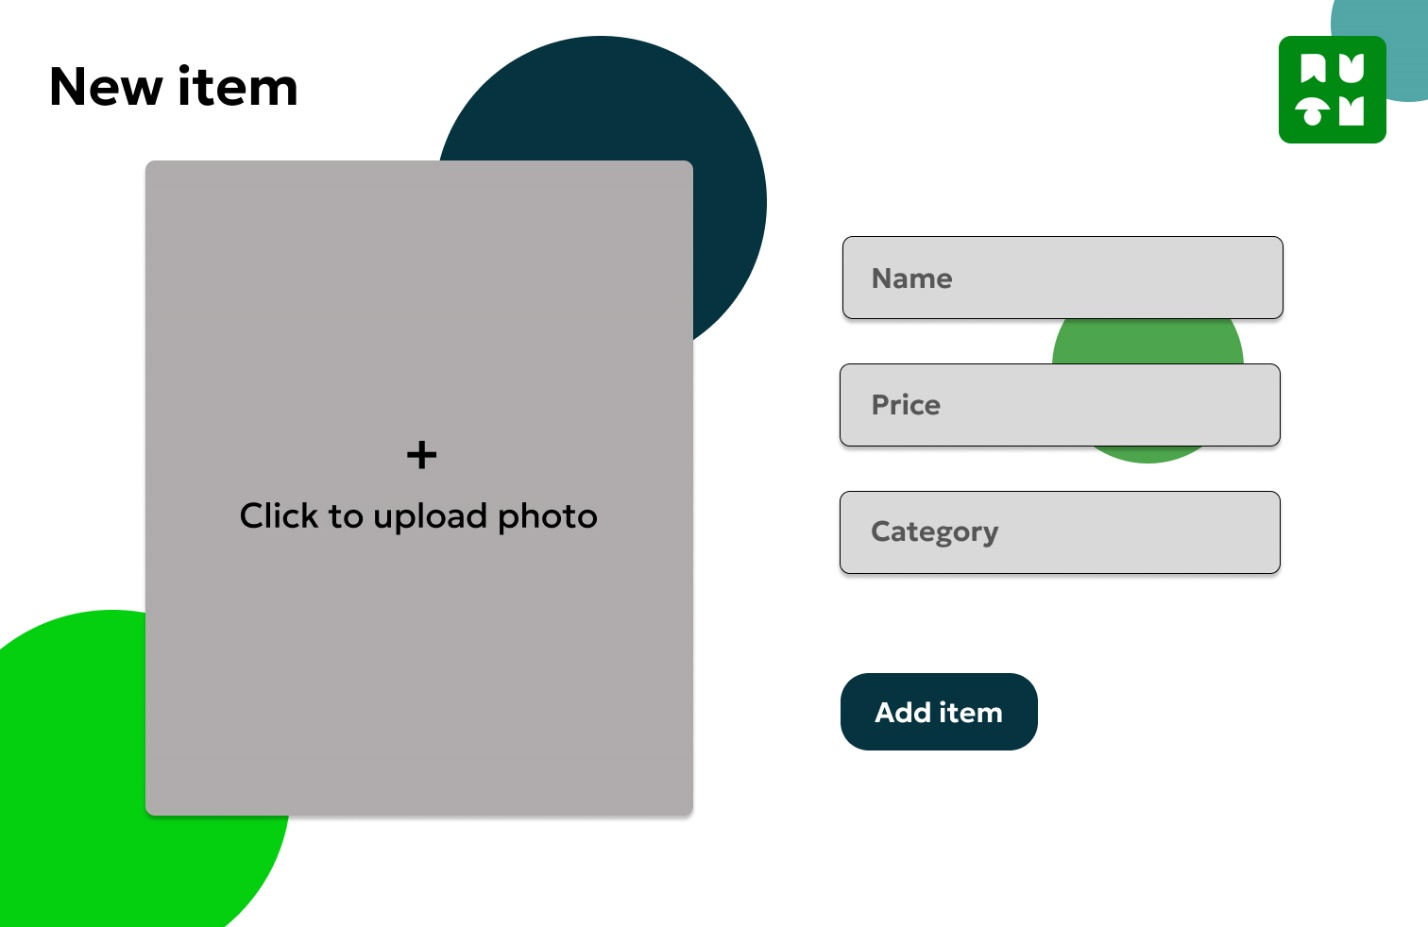 New item
+
Click to upload photo
Name
Price
Category
Add item